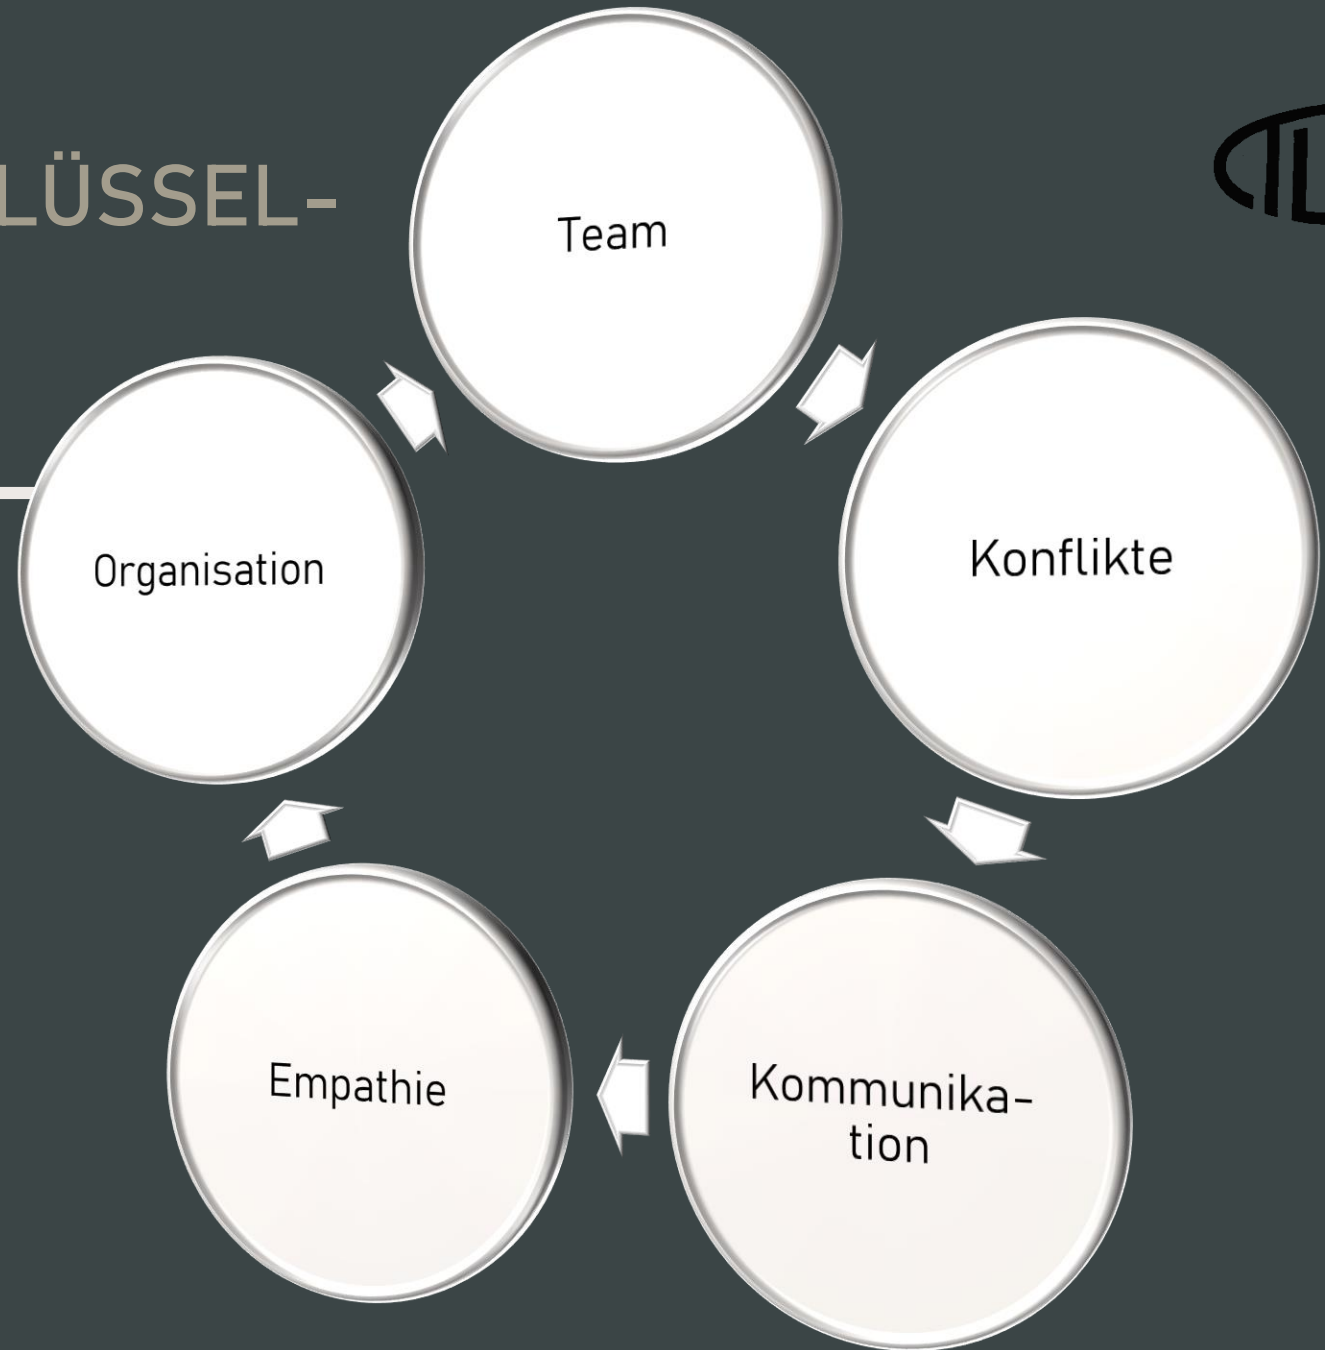 LÜSSEL-
Team
Konflikte
Organisation
Empathie
Kommunika-
tion